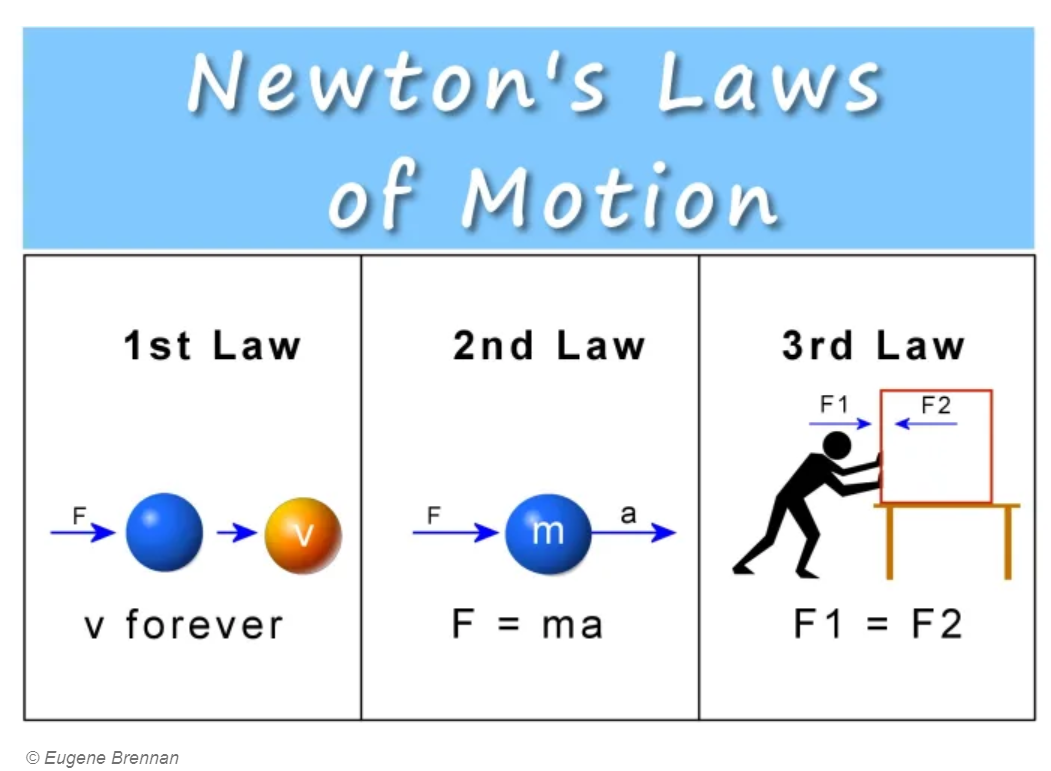 Newton's Laws
of Motion
1st Law
F
v
v forever
2nd Law
F
m
a
F = ma
3rd Law
F1
F2
F1 = F2
© Eugene Brennan